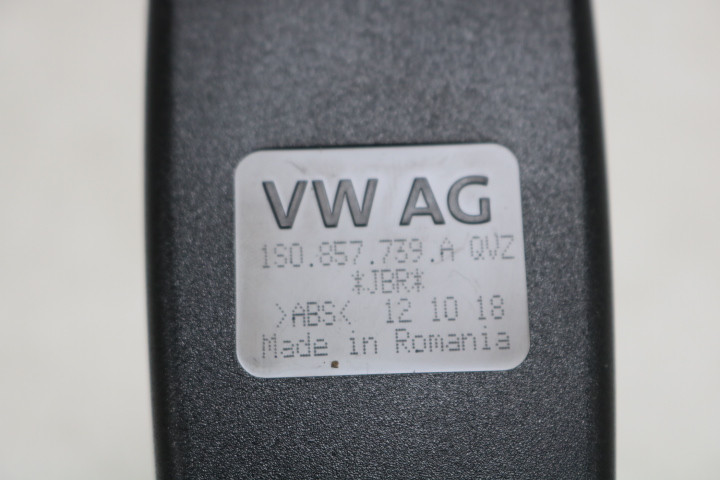 VW AG
1S0.857.739.A QVZ
*JBR*
>ABS< 12 10 18
Made in Romania